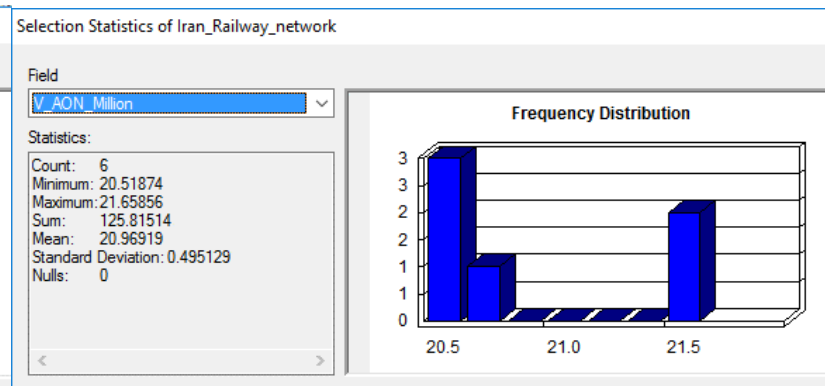 Selection Statistics of Iran_Railway_network
Field
V_AON_Million
Statistics:
Count: 6
Minimum: 20.51874
Maximum: 21.65856
Sum: 125.81514
Mean: 20.96919
Standard Deviation: 0.495129
Nulls: 0
Frequency Distribution
3
3
2
2
1
1
0
20.5 21.0 21.5